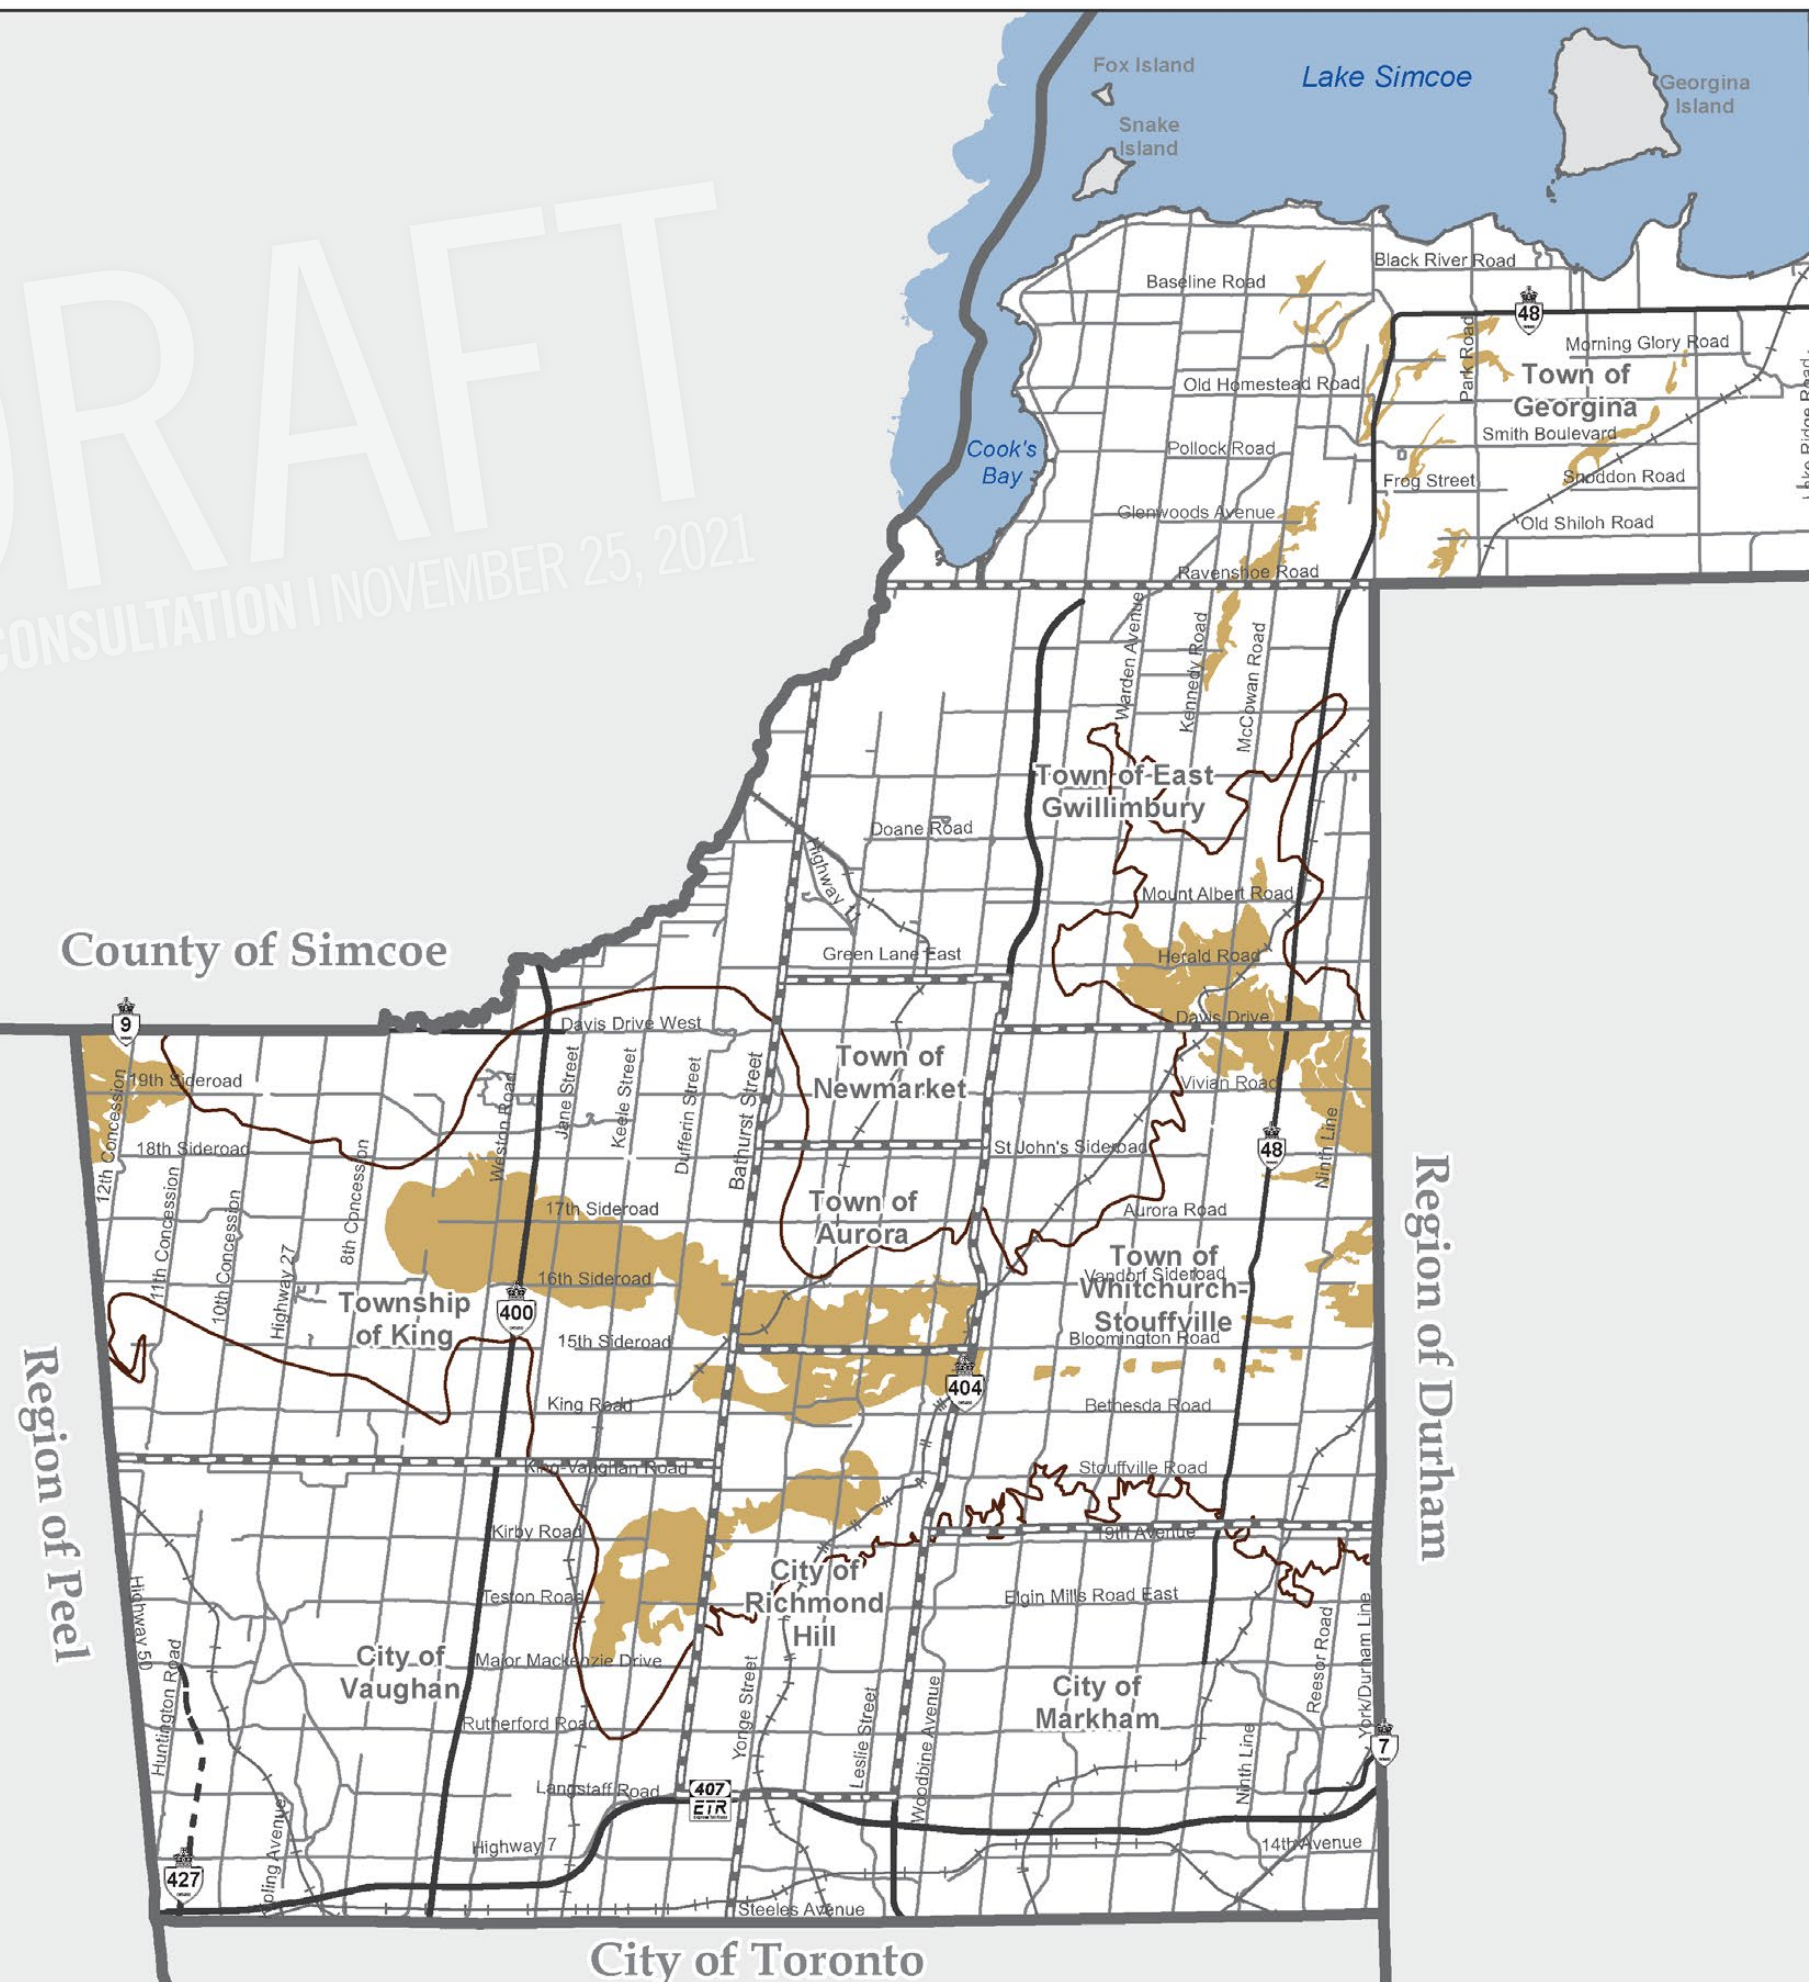 Fox Island
Lake Simcoe
Georgina
Island
Snake
Island
DRAFT
CONSULTATION | NOVEMBER 25, 2021
Black River Road
Baseline Road
48
Morning Glory Road
Park Road
Town of
Georgina
Old Homestead Road
Smith Boulevard
Cook's
Bay
Pollock Road
Frog Street
Snoddon Road
Lake Ridge Road
Glenwoods Avenue
Old Shiloh Road
Ravenshoe Road
Warden Avenue
Kennedy Road
McCowan Road
Town of East
Gwillimbury
Doane Road
Highway 11
Mount Albert Road
County of Simcoe
Green Lane East
Herald Road
9
Davis Drive West
Davis Drive
Town of
Newmarket
19th Sideroad
12th Concession
Weston Road
Jane Street
Keele Street
Dufferin Street
Bathurst Street
Vivian Road
Ninth Line
18th Sideroad
St John's Sideroad
48
11th Concession
10th Concession
Highway 27
8th Concession
17th Sideroad
Town of
Aurora
Aurora Road
Region of Durham
16th Sideroad
Town of
Vandorf Sideroad
Whitchurch-
Stouffville
Township
of King
400
15th Sideroad
Bloomington Road
Region of Peel
404
King Road
Bethesda Road
King-Vaughan Road
Stouffville Road
Kirby Road
19th Avenue
City of
Richmond
Hill
Teston Road
Elgin Mills Road East
Highway 50
Huntington Road
City of
Vaughan
Major Mackenzie Drive
City of
Markham
Reesor Road
York/Durham Line
Rutherford Road
Yonge Street
Leslie Street
Woodbine Avenue
Ninth Line
7
Langstaff Road
407
ETR
Highway 7
14th Avenue
427
Steeles Avenue
City of Toronto